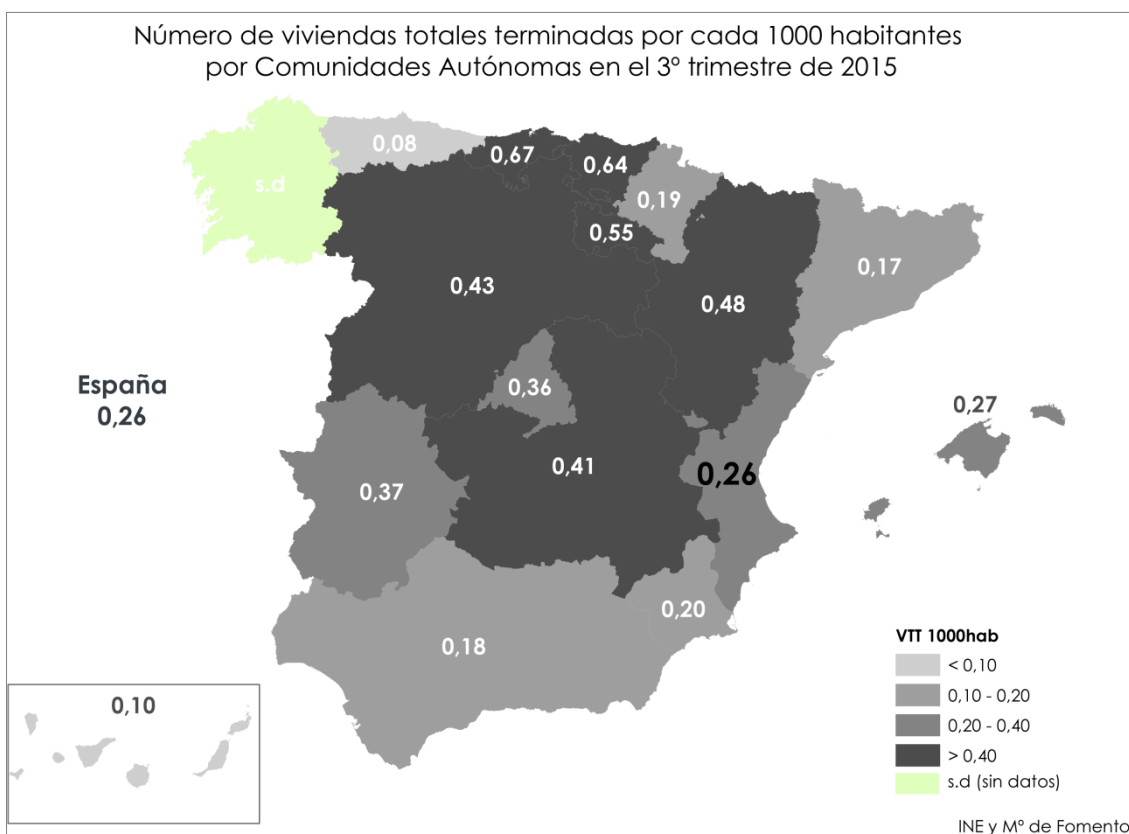 Número de viviendas totales terminadas por cada 1000 habitantes
por Comunidades Autónomas en el 3º trimestre de 2015
0,08
0,67
0,64
s.d
0,19
0,55
0,17
0,43
0,48
España
0,26
0,36
0,27
0,41
0,26
0,37
0,20
0,18
VTT 1000hab
< 0,10
0,10 - 0,20
0,20 - 0,40
> 0,40
s.d (sin datos)
0,10
INE y Mº de Fomento